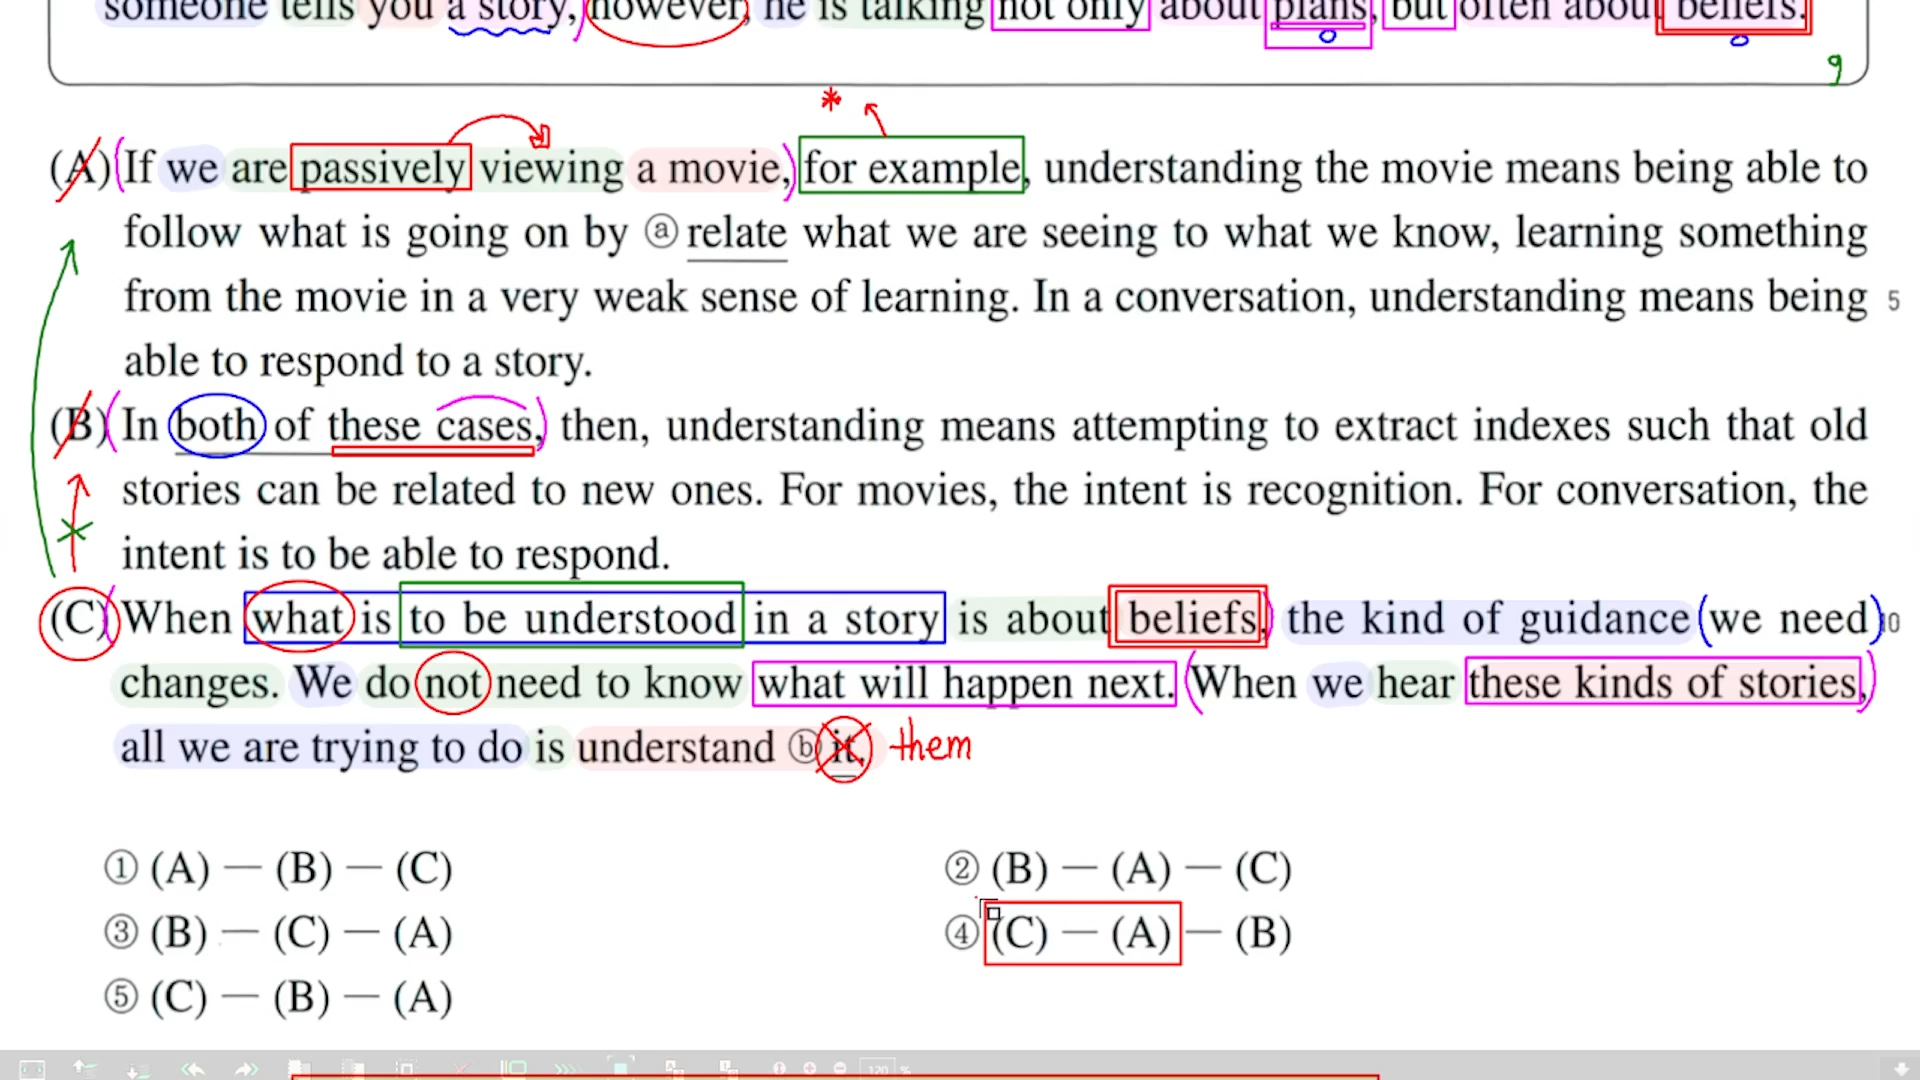 someone tells you a story, however, he is talking not only about plans, but often about beliefs.
9
*
(A) If we are passively viewing a movie, for example, understanding the movie means being able to
follow what is going on by ⓐ relate what we are seeing to what we know, learning something
from the movie in a very weak sense of learning. In a conversation, understanding means being 5
able to respond to a story.
(B) In both of these cases, then, understanding means attempting to extract indexes such that old
stories can be related to new ones. For movies, the intent is recognition. For conversation, the
intent is to be able to respond.
(C) When what is to be understood in a story is about beliefs, the kind of guidance (we need) 10
changes. We do not need to know what will happen next. When we hear these kinds of stories,
all we are trying to do is understand ⓑ it. them
① (A) — (B) — (C) ② (B) — (A) — (C)
③ (B) — (C) — (A) ④ (C) — (A) — (B)
⑤ (C) — (B) — (A)
120 %